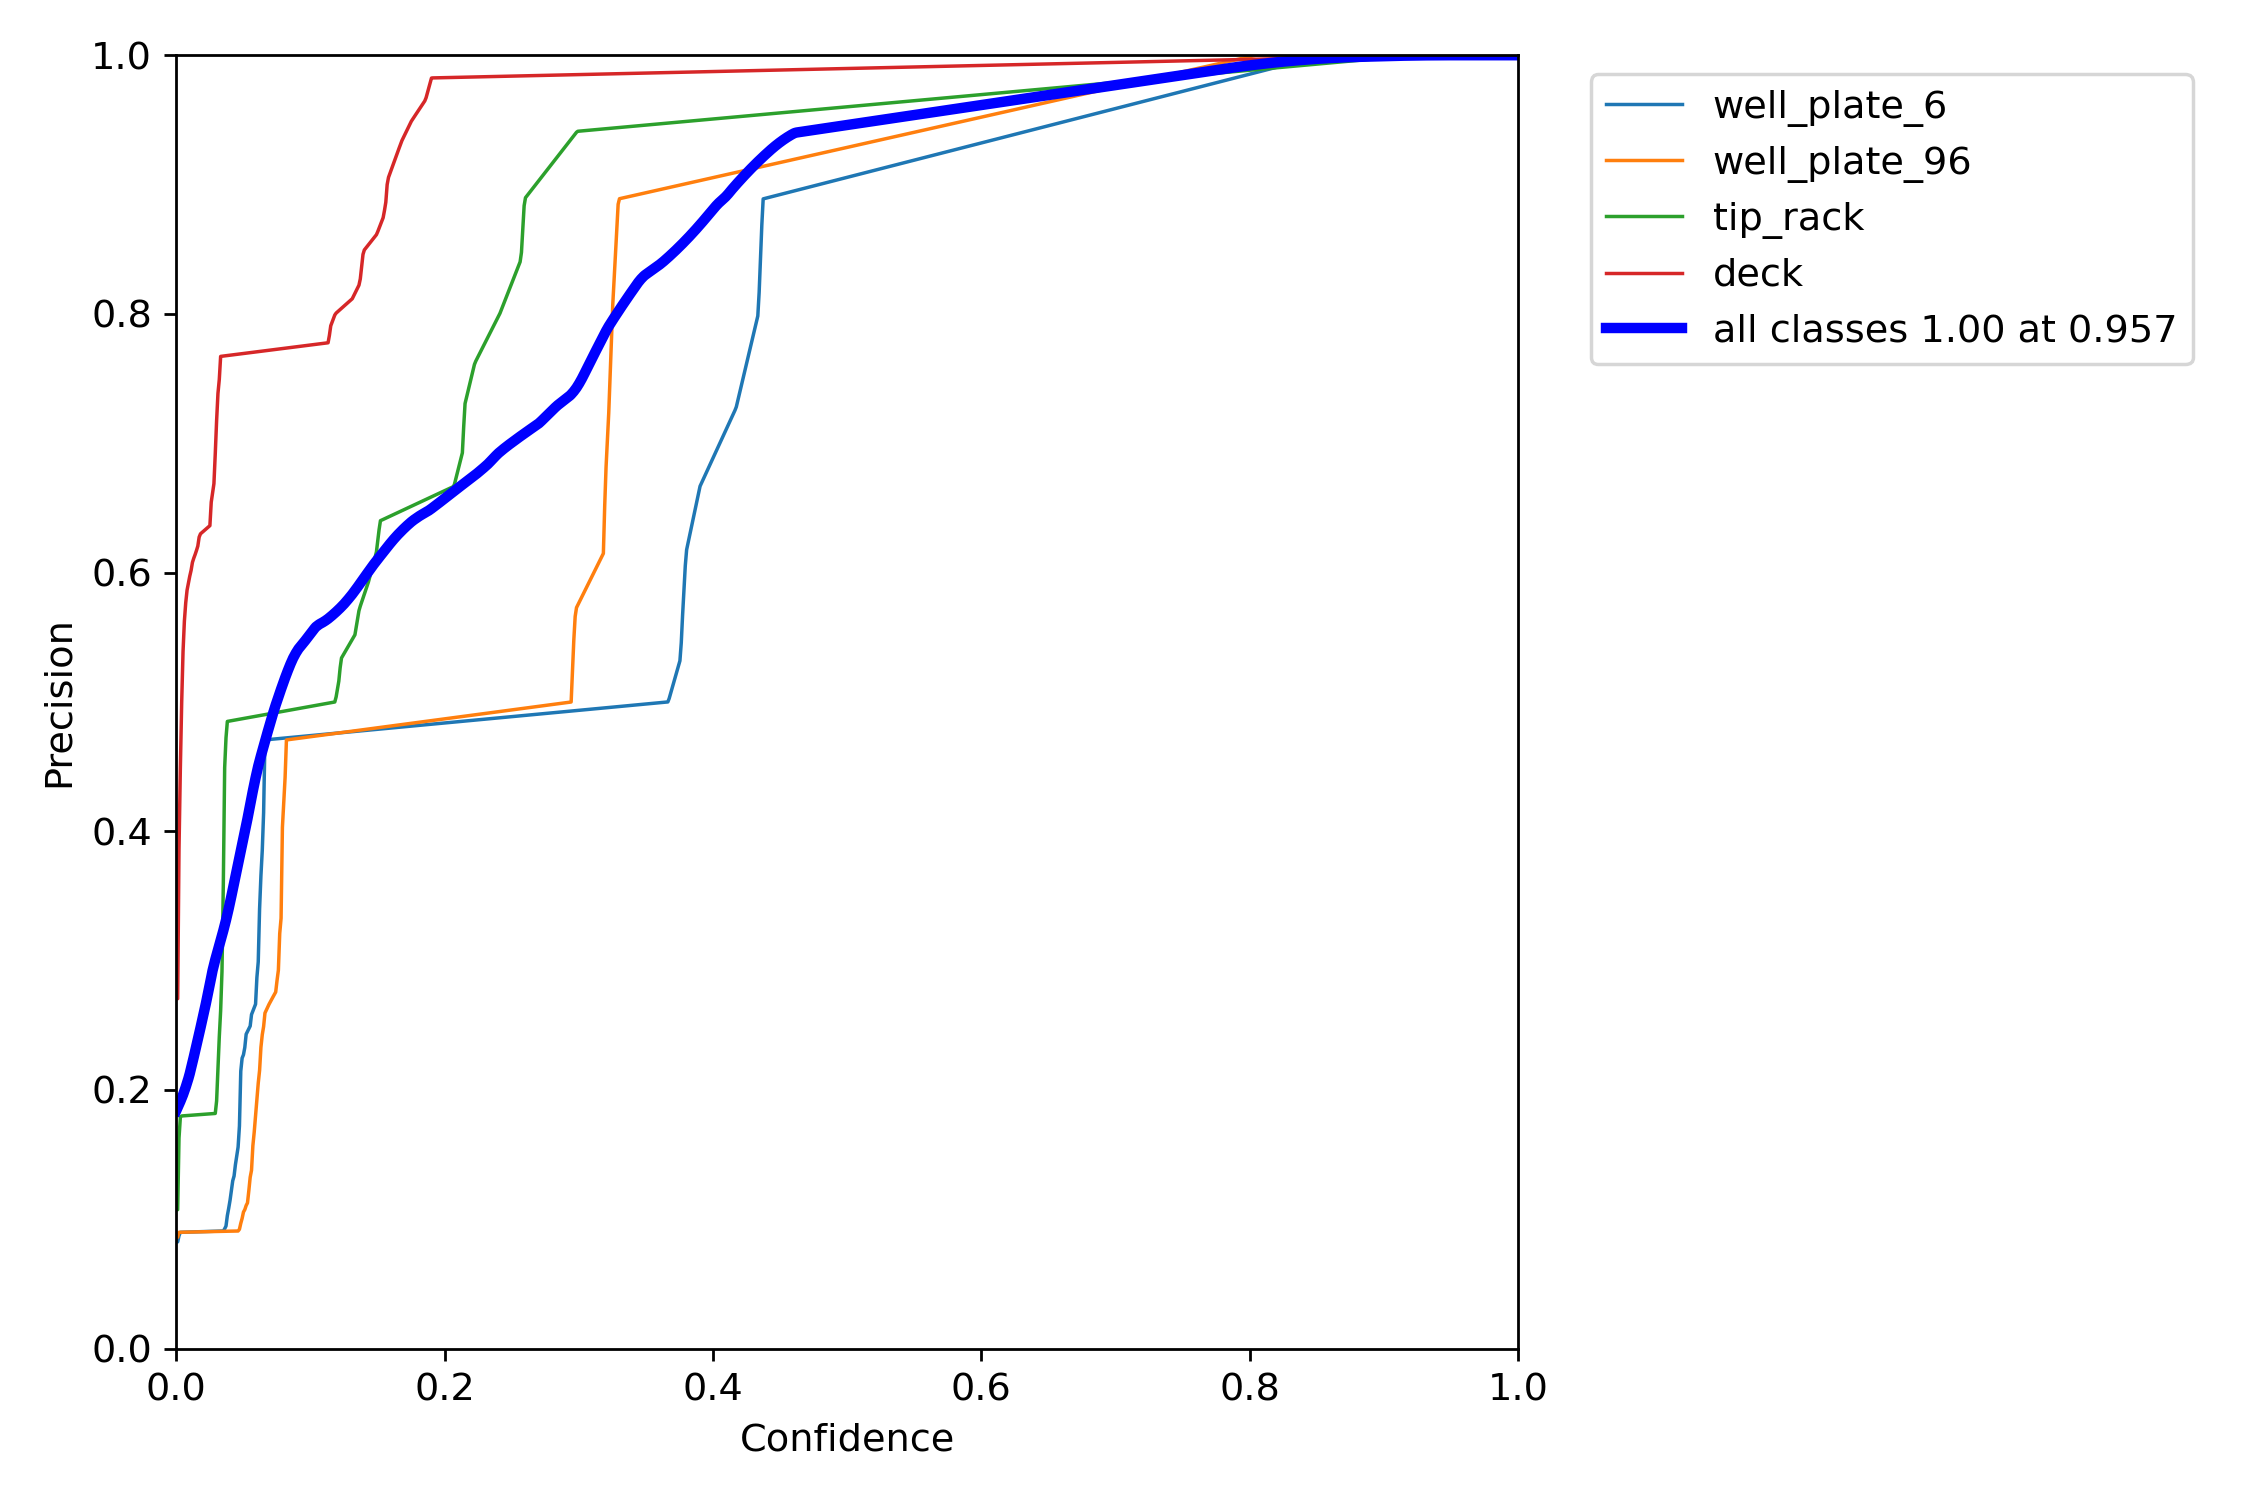 1.0
0.8
0.6
0.4
0.2
0.0
Precision
0.0 0.2 0.4 0.6 0.8 1.0
Confidence
well_plate_6
well_plate_96
tip_rack
deck
all classes 1.00 at 0.957